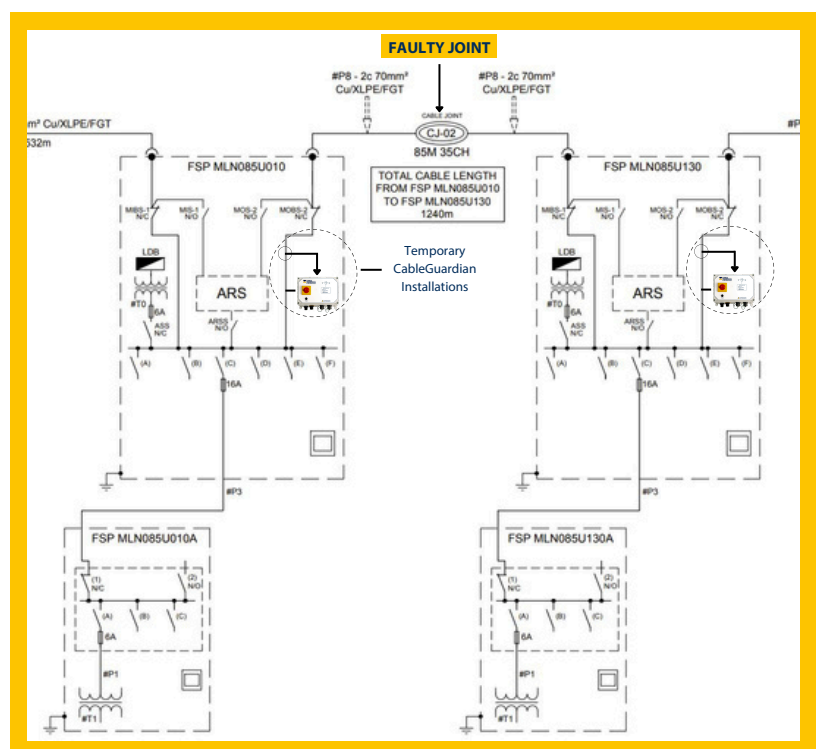 FAULTY JOINT
#P8 - 2c 70mm²
Cu/XLPE/FGT
#P8 - 2c 70mm²
Cu/XLPE/FGT
CABLE JOINT
CJ-02
85M 35CH
m² Cu/XLPE/FGT
532m
#P
FSP MLN085U010
TOTAL CABLE LENGTH
FROM FSP MLN085U010
TO FSP MLN085U130
1240m
FSP MLN085U130
MIBS-1
N/C
MIS-1
N/O
MOS-2
N/O
MOBS-2
N/C
MIBS-1
N/C
MIS-1
N/O
MOS-2
N/O
MOBS-2
N/C
Temporary
CableGuardian
Installations
LDB
ARS
#T0
6A
ASS
N/C
ARSS
N/O
LDB
ARS
#T0
6A
ASS
N/C
ARSS
N/O
(A)
(B)
(C)
(D)
(E)
(F)
16A
(A)
(B)
(C)
(D)
(E)
(F)
16A
#P3
#P3
FSP MLN085U010A
(1)
N/C
(2)
N/O
(A)
(B)
(C)
6A
#P1
#T1
FSP MLN085U130A
(1)
N/C
(2)
N/O
(A)
(B)
(C)
6A
#P1
#T1